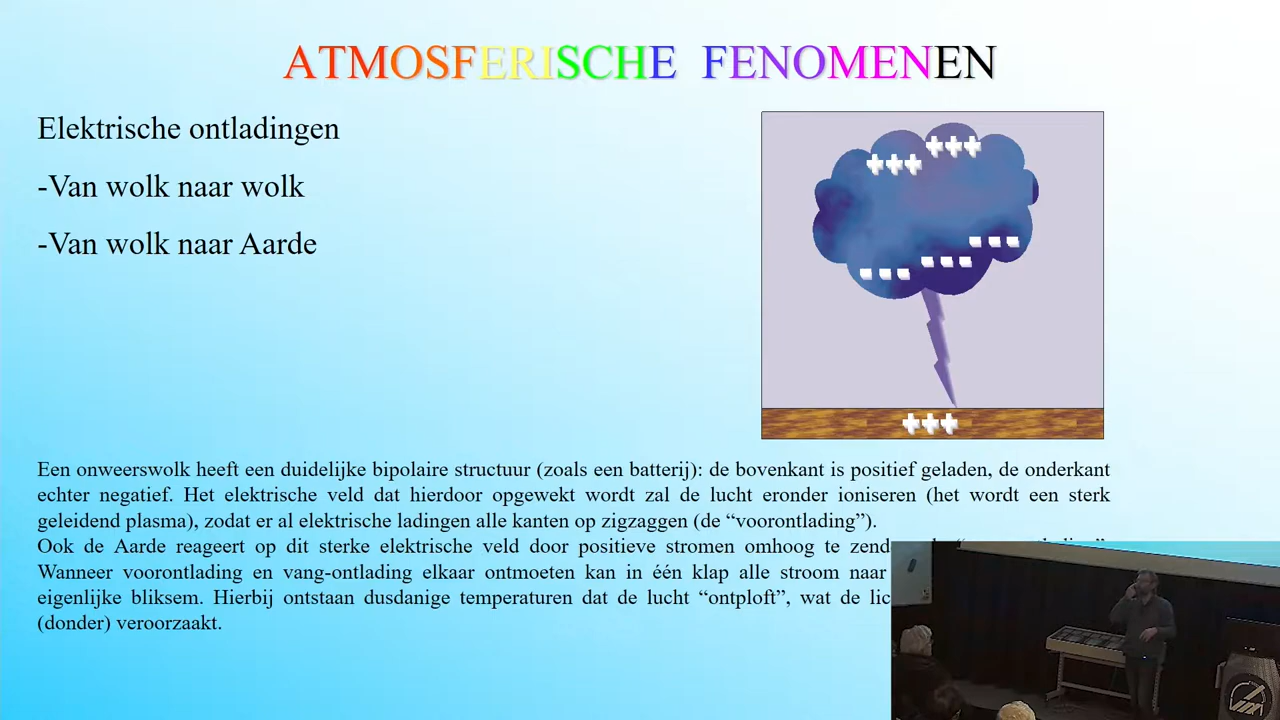 ATMOSFERISCHE FENOMENEN
Elektrische ontladingen
-Van wolk naar wolk
-Van wolk naar Aarde
+++ +++
--- --- ---
+++
Een onweerswolk heeft een duidelijke bipolaire structuur (zoals een batterij): de bovenkant is positief geladen, de onderkant
echter negatief. Het elektrische veld dat hierdoor opgewekt wordt zal de lucht eronder ioniseren (het wordt een sterk
geleidend plasma), zodat er al elektrische ladingen alle kanten op zigzaggen (de “voorontlading”).
Ook de Aarde reageert op dit sterke elektrische veld door positieve stromen omhoog te
Wanneer voorontlading en vang-ontlading elkaar ontmoeten kan in één klap alle stroom naar
eigenlijke bliksem. Hierbij ontstaan dusdanige temperaturen dat de lucht “ontploft”, wat de
(donder) veroorzaakt.